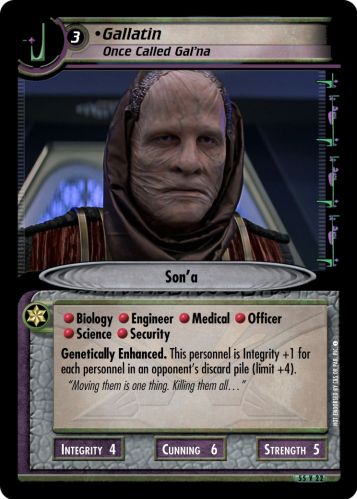 3
•Gallatin
Once Called Gal'na
Son'a
Biology Engineer Medical Officer
Science Security
Genetically Enhanced. This personnel is Integrity +1 for
each personnel in an opponent's discard pile (limit +4).
"Moving them is one thing. Killing them all…"
INTEGRITY 4 CUNNING 6 STRENGTH 5
55 V 22